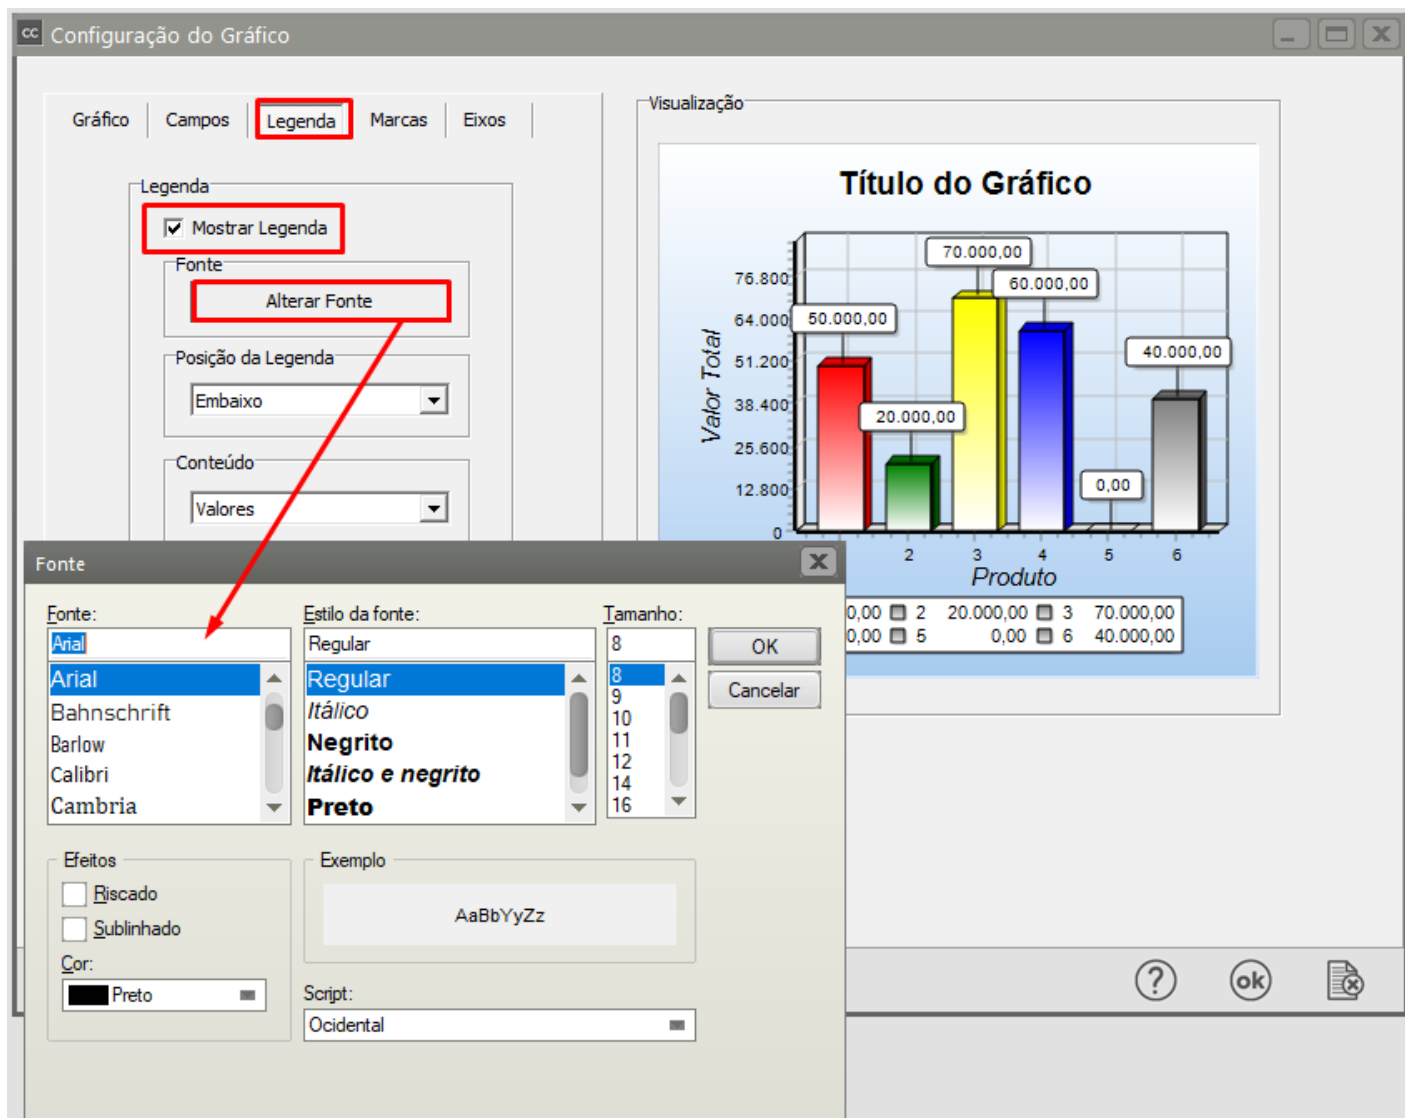 cc Configuração do Gráfico
Gráfico Campos Legenda Marcas Eixos
Legenda
Mostrar Legenda
Fonte
Alterar Fonte
Posição da Legenda
Embaixo
Conteúdo
Valores
Visualização
Título do Gráfico
Valor Total
76.800
64.000
51.200
38.400
25.600
12.800
0
50.000,00
20.000,00
70.000,00
60.000,00
0,00
40.000,00
2 3 4 5 6
Produto
0,00 2 20.000,00 3 70.000,00
0,00 5 0,00 6 40.000,00
Fonte
Fonte:
Arial
Arial
Bahnschrift
Barlow
Calibri
Cambria
Estilo da fonte:
Regular
Regular
Itálico
Negrito
Itálico e negrito
Preto
Tamanho:
8
8
9
10
11
12
14
16
OK
Cancelar
Efeitos
Riscado
Sublinhado
Cor:
Preto
Exemplo
AaBbYyZz
Script:
Ocidental
? ok